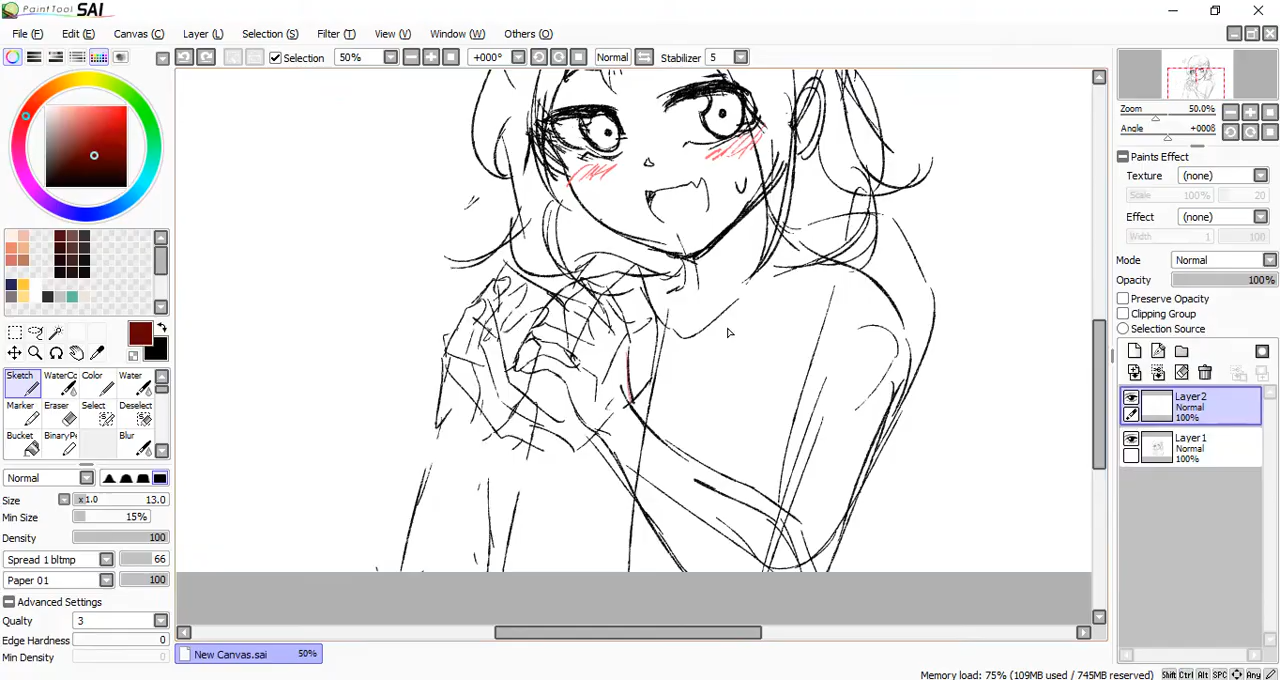 PaintTool SAI
File (F) Edit (E) Canvas (C) Layer (L) Selection (S) Filter (T) View (V) Window (W) Others (O)
Selection 50% +000° Normal Stabilizer 5
Zoom 50.0%
Angle +000ß
Paints Effect
Texture (none)
Scale 100% 20
Effect (none)
Width 1 100
Mode Normal
Opacity 100%
Preserve Opacity
Clipping Group
Selection Source
Layer2
Normal
100%
Layer1
Normal
100%
Sketch WaterCo Color Water
Marker Eraser Select Deselect
Bucket BinaryPe Blur
Normal
Size x1.0 13.0
Min Size 15%
Density 100
Spread 1 bltmp 66
Paper 01 100
Advanced Settings
Qualty 3
Edge Hardness 0
Min Density 0
New Canvas.sai 50%
Memory load: 75% (109MB used / 745MB reserved) Shift Ctrl Alt SPC Any